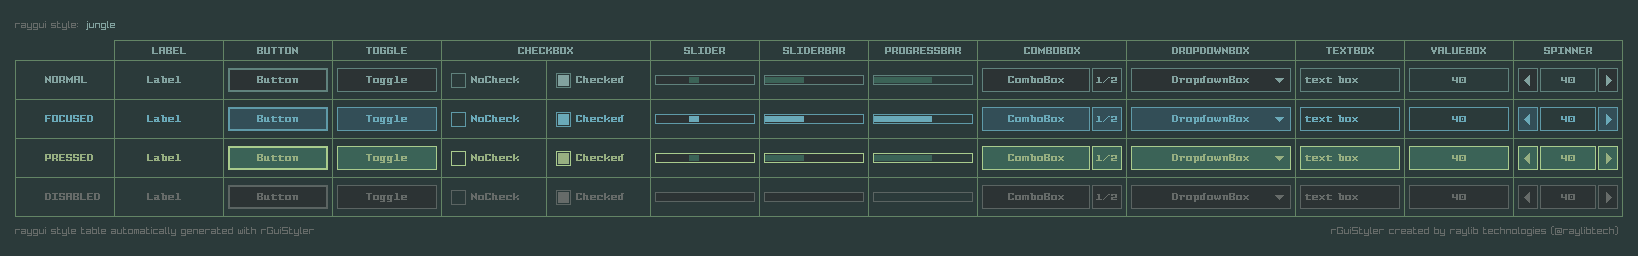 raygui style: jungle
LABEL BUTTON TOGGLE CHECKBOX SLIDER SLIDERBAR PROGRESSBAR COMBOBOX DROPDOWNBOX TEXTBOX VALUEBOX SPINNER
NORMAL Label Button Toggle NoCheck Checked ComboBox 1/2 DropdownBox text box 40 40
FOCUSED Label Button Toggle NoCheck Checked ComboBox 1/2 DropdownBox text box 40 40
PRESSED Label Button Toggle NoCheck Checked ComboBox 1/2 DropdownBox text box 40 40
DISABLED Label Button Toggle NoCheck Checked ComboBox 1/2 DropdownBox text box 40 40
raygui style table automatically generated with rGuiStyler rGuiStyler created by raylib technologies (@raylibtech)